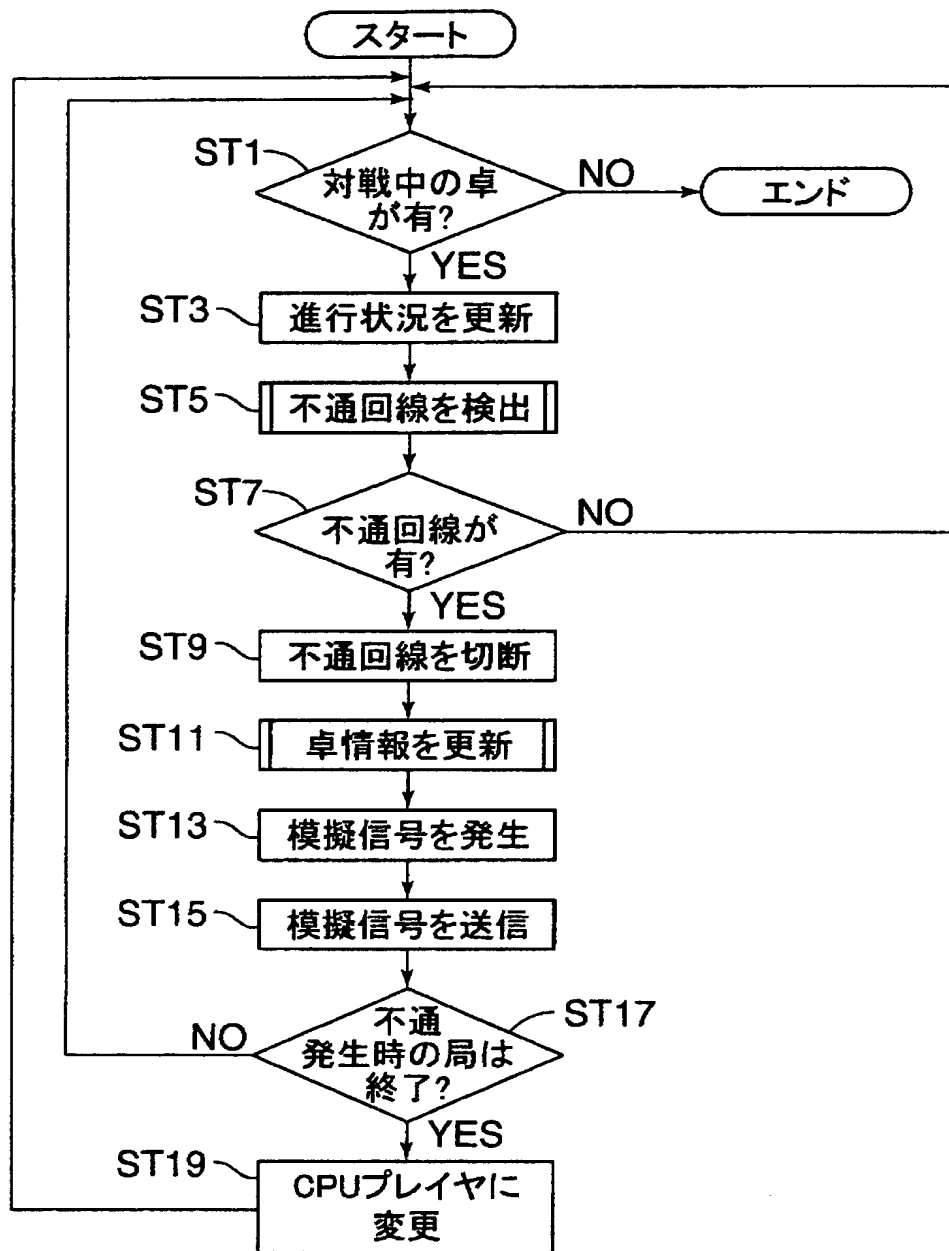 スタート
ST1
対戦中の卓
が有?
NO
エンド
YES
ST3
進行状況を更新
ST5
不通回線を検出
ST7
不通回線が
有?
NO
YES
ST9
不通回線を切断
ST11
卓情報を更新
ST13
模擬信号を発生
ST15
模擬信号を送信
ST17
不通
発生時の局は
終了?
NO
YES
ST19
CPUプレイヤに
変更